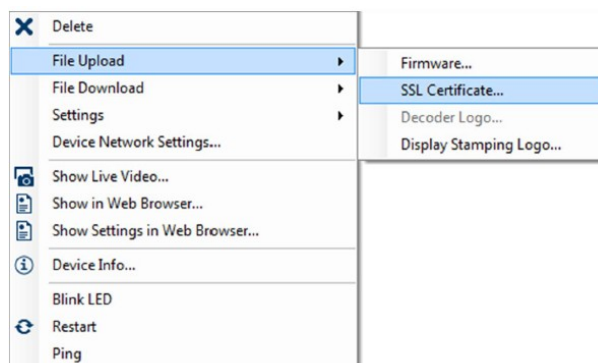 Delete
File Upload
File Download
Settings
Device Network Settings...
Show Live Video...
Show in Web Browser...
Show Settings in Web Browser...
Device Info...
Blink LED
Restart
Ping
Firmware...
SSL Certificate...
Decoder Logo...
Display Stamping Logo...